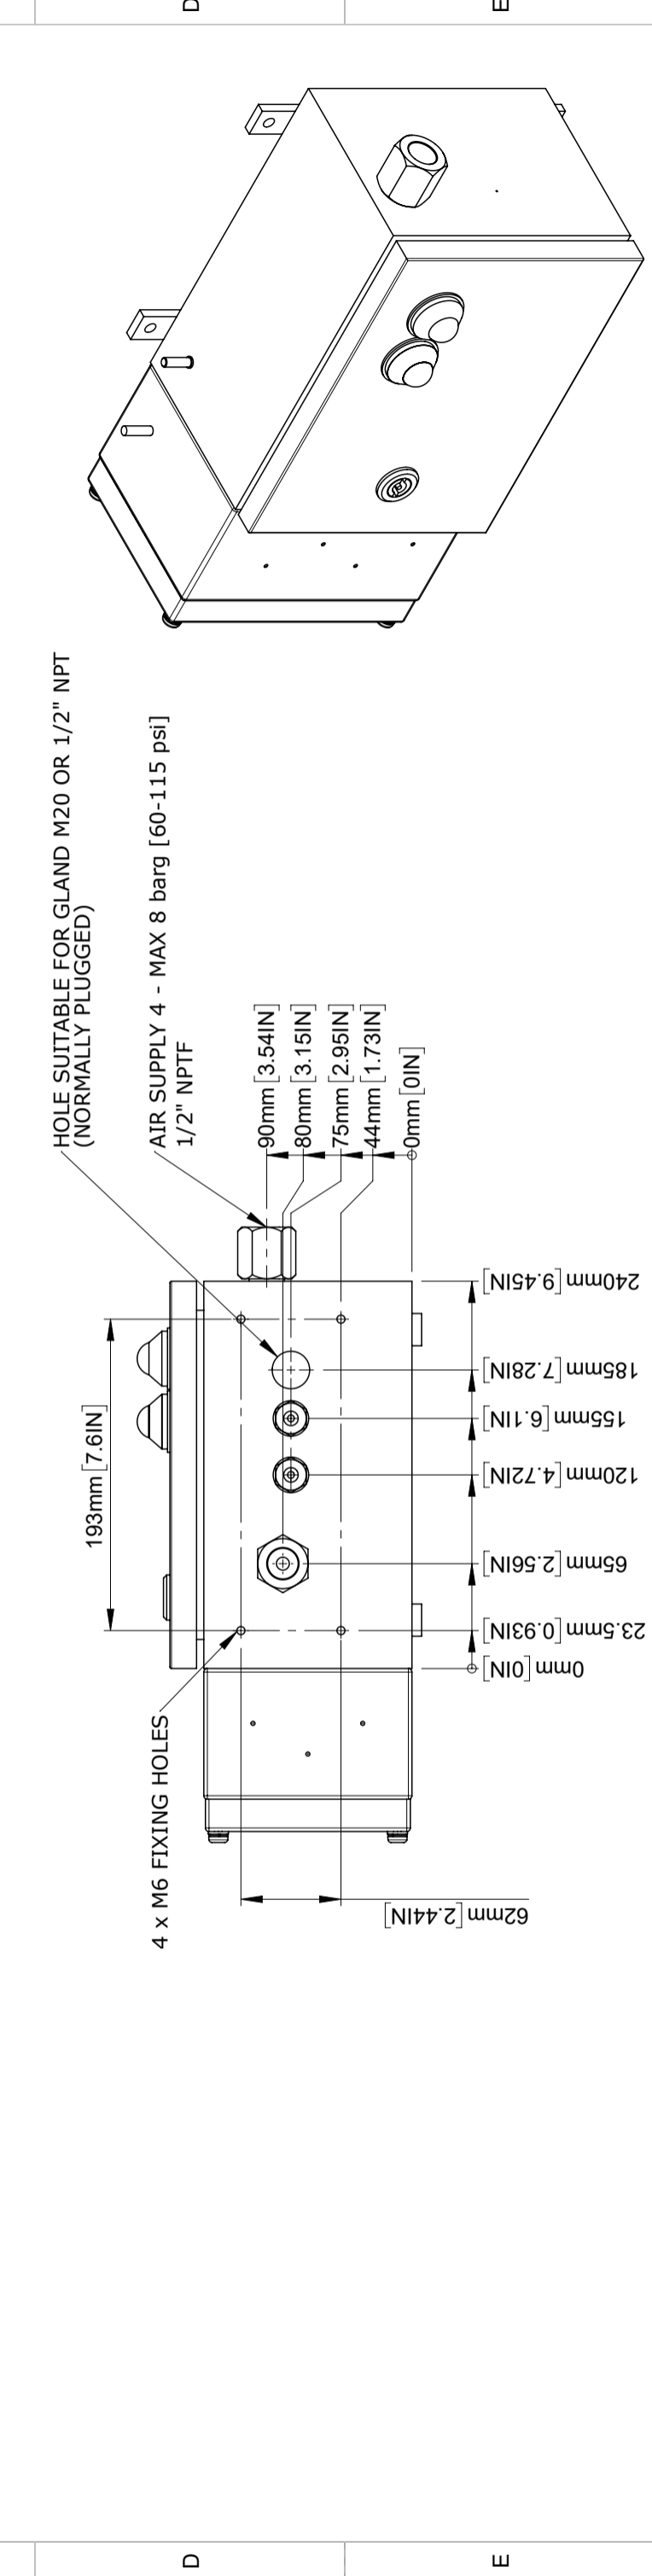 D
E
HOLE SUITABLE FOR GLAND M20 OR 1/2" NPT
(NORMALLY PLUGGED)
AIR SUPPLY 4 - MAX 8 barg [60-115 psi]
1/2" NPTF
90mm [3.54IN]
80mm [3.15IN]
75mm [2.95IN]
44mm [1.73IN]
0mm [0IN]
193mm [7.6IN]
240mm [9.45IN]
185mm [7.28IN]
155mm [6.1IN]
120mm [4.72IN]
65mm [2.56IN]
23.5mm [0.93IN]
0mm [0IN]
4 x M6 FIXING HOLES
62mm [2.44IN]
D
E